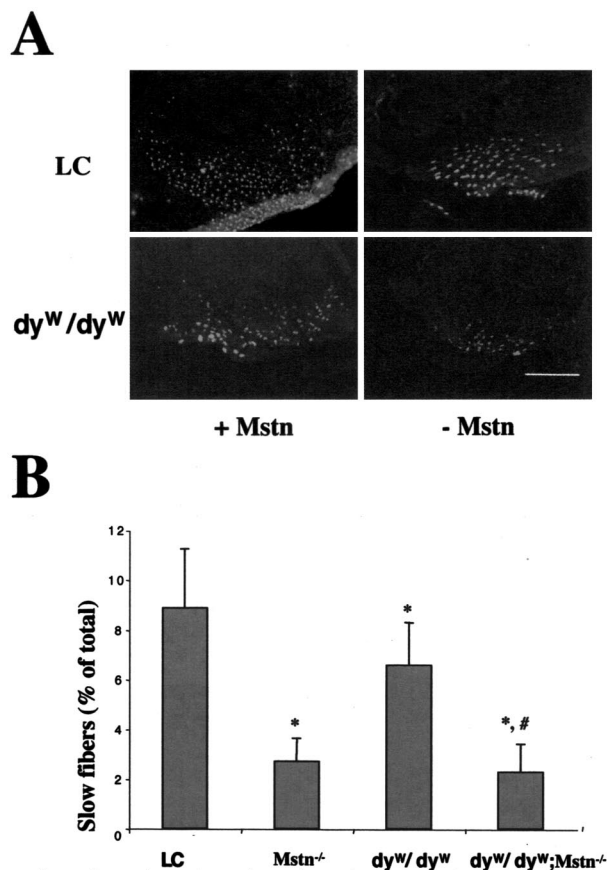 A
LC
dyᵂ/dyᵂ
+ Mstn
- Mstn
B
Slow fibers (% of total)
12
10
8
6
4
2
0
*
*
*, #
LC
Mstn⁻/⁻
dyᵂ/ dyᵂ
dyᵂ/ dyᵂ;Mstn⁻/⁻